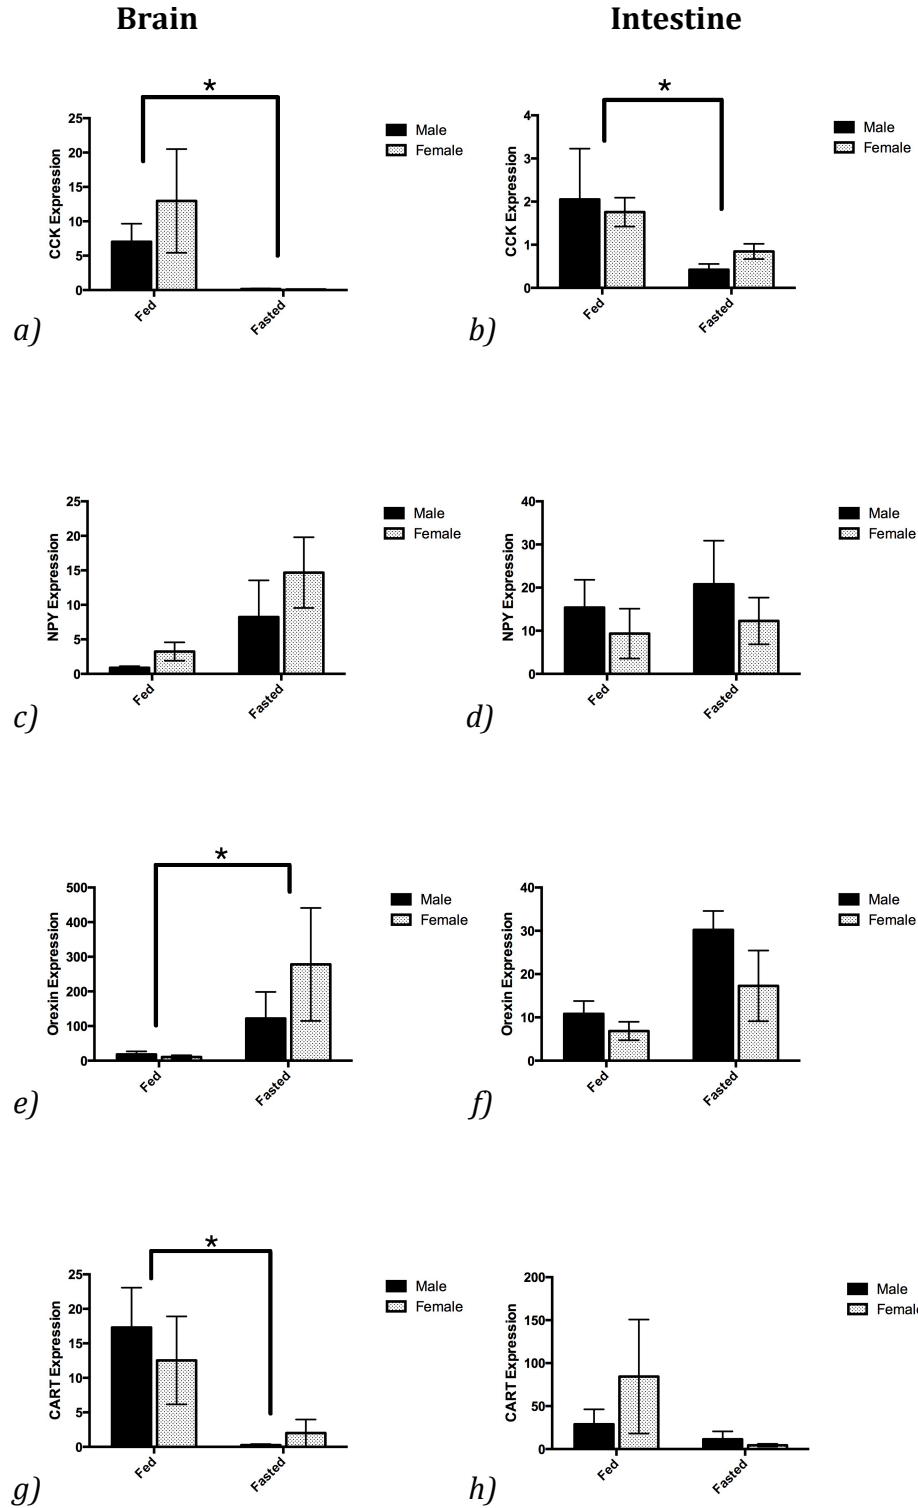 Brain Intestine
*
25
20
15
10
5
0
CCK Expression
Male
Female
Fed
Fasted
a)
*
4
3
2
1
0
CCK Expression
Male
Female
Fed
Fasted
b)
25
20
15
10
5
0
NPY Expression
Male
Female
Fed
Fasted
c)
40
30
20
10
0
NPY Expression
Male
Female
Fed
Fasted
d)
*
500
400
300
200
100
0
Orexin Expression
Male
Female
Fed
Fasted
e)
40
30
20
10
0
Orexin Expression
Male
Female
Fed
Fasted
f)
*
25
20
15
10
5
0
CART Expression
Male
Female
Fed
Fasted
g)
200
150
100
50
0
CART Expression
Male
Female
Fed
Fasted
h)